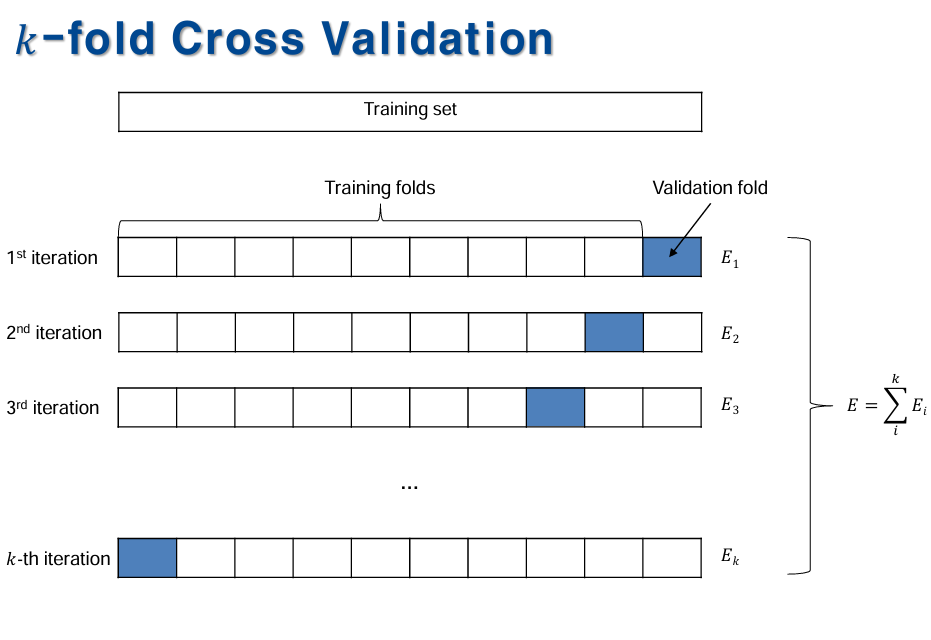 k-fold Cross Validation
Training set
Training folds
Validation fold
1st iteration
E₁
2nd iteration
E₂
3rd iteration
E₃
E = ∑ᵢᵏ Eᵢ
...
k-th iteration
Eₖ